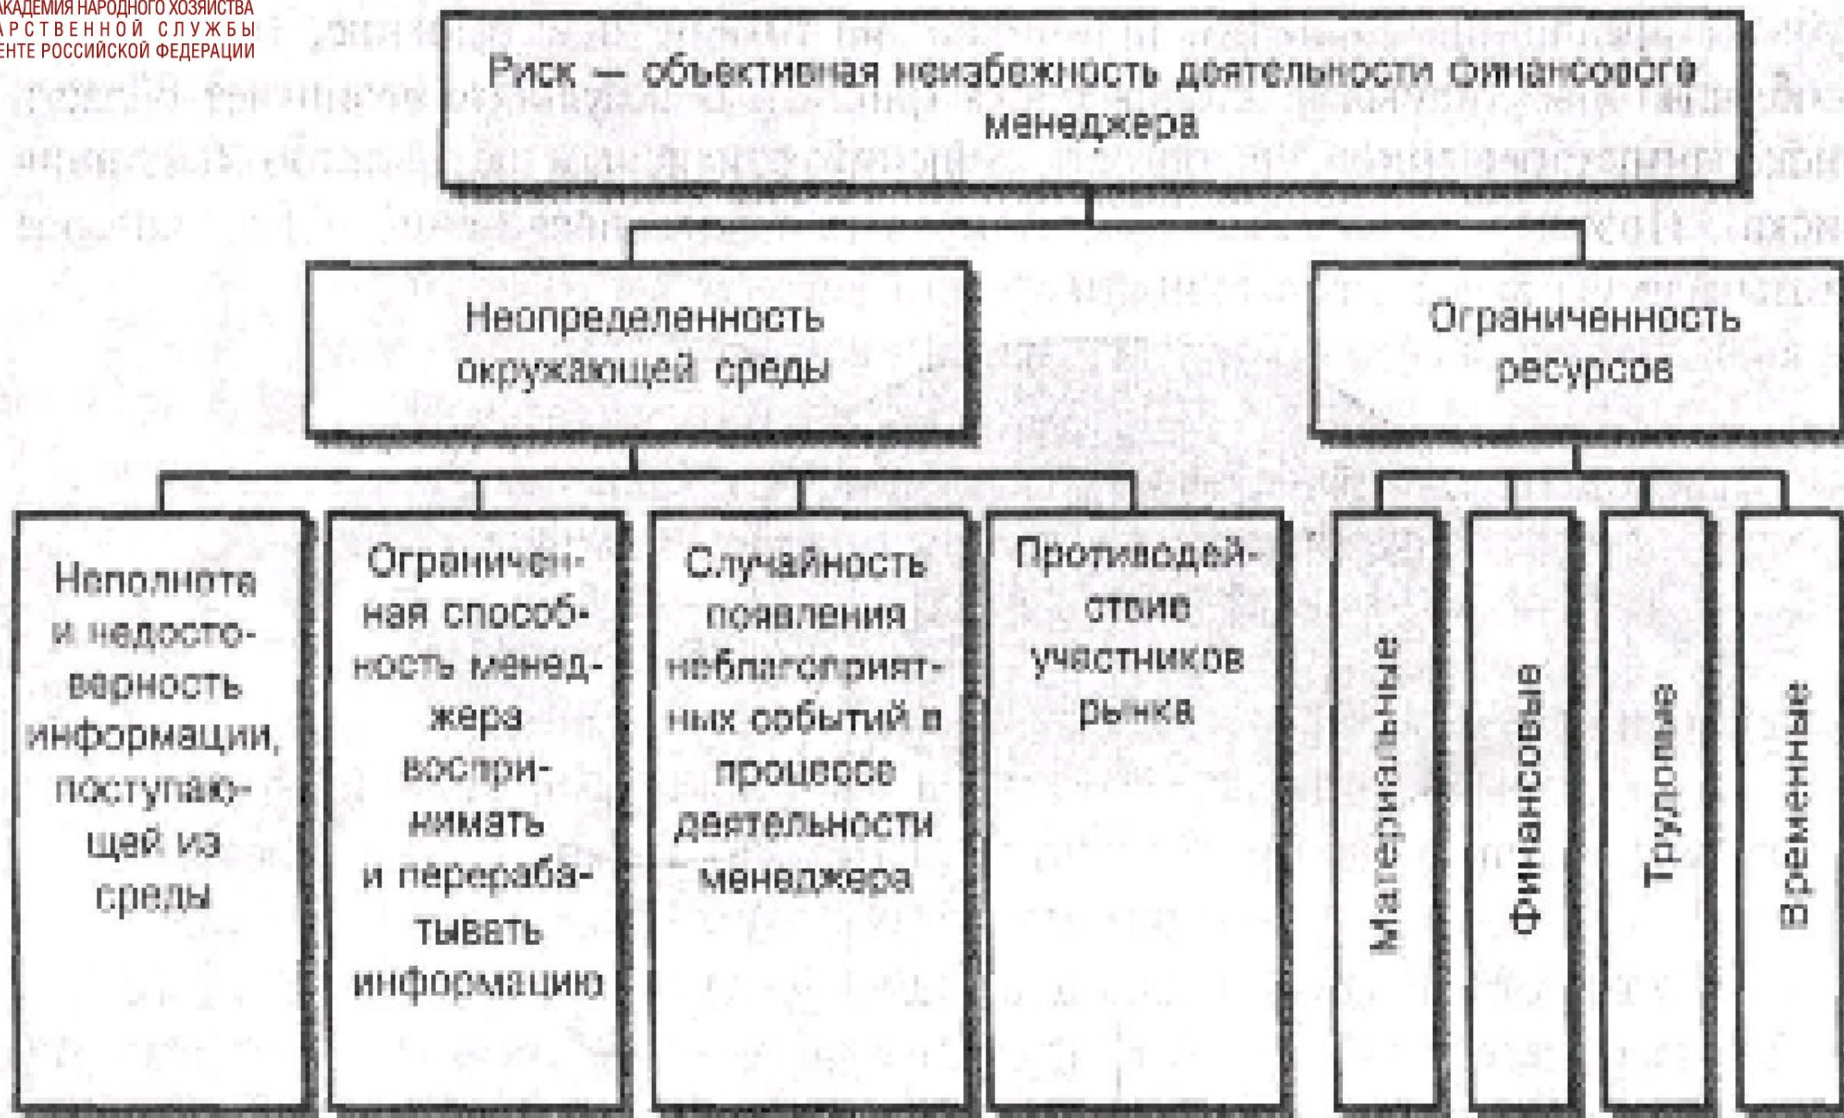 АКАДЕМИЯ НАРОДНОГО ХОЗЯЙСТВА
АРСТВЕННОЙ СЛУЖБЫ
ЕНТЕ РОССИЙСКОЙ ФЕДЕРАЦИИ
Риск — объективная неизбежность деятельности финансового
менеджера
Неопределенность
окружающей среды
Ограниченность
ресурсов
Неполнота
и недосто-
верность
информации,
поступаю-
щей из
среды
Ограничен-
ная способ-
ность менед-
жера
воспри-
нимать
и перераба-
тывать
информацию
Случайность
появления
неблагоприят-
ных событий в
процессе
деятельности
менеджера
Противодей-
ствие
участников
рынка
Материальные
Финансовые
Трудовые
Временные